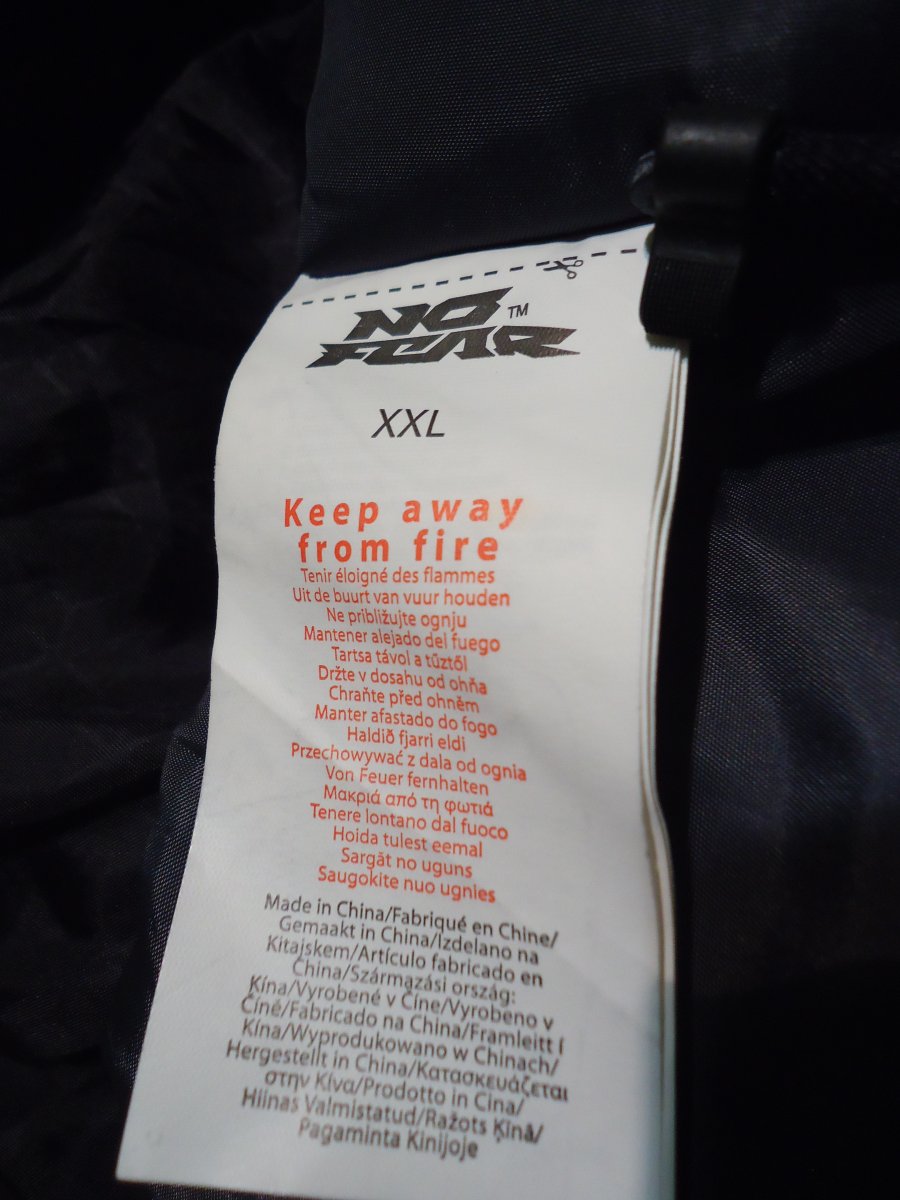 NO FEAR™
XXL
Keep away
from fire
Tenir éloigné des flammes
Uit de buurt van vuur houden
Ne približujte ognju
Mantener alejado del fuego
Tartsa távol a tűztől
Držte v dosahu od ohňa
Chraňte před ohněm
Manter afastado do fogo
Haldið fjarri eldi
Przechowywać z dala od ognia
Von Feuer fernhalten
Μακριά από τη φωτιά
Tenere lontano dal fuoco
Hoida tulest eemal
Sargāt no uguns
Saugokite nuo ugnies
Made in China/Fabriqué en Chine/
Gemaakt in China/Izdelano na
Kitajskem/Artículo fabricado en
China/Származási ország:
Kína/Vyrobené v Číne/Vyrobeno v
Číně/Fabricado na China/Framleitt í
Kína/Wyprodukowano w Chinach/
Hergestellt in China/Κατασκευάζεται
στην Κίνα/Prodotto in Cina/
Hiinas Valmistatud/Ražots Ķīnā/
Pagaminta Kinijoje